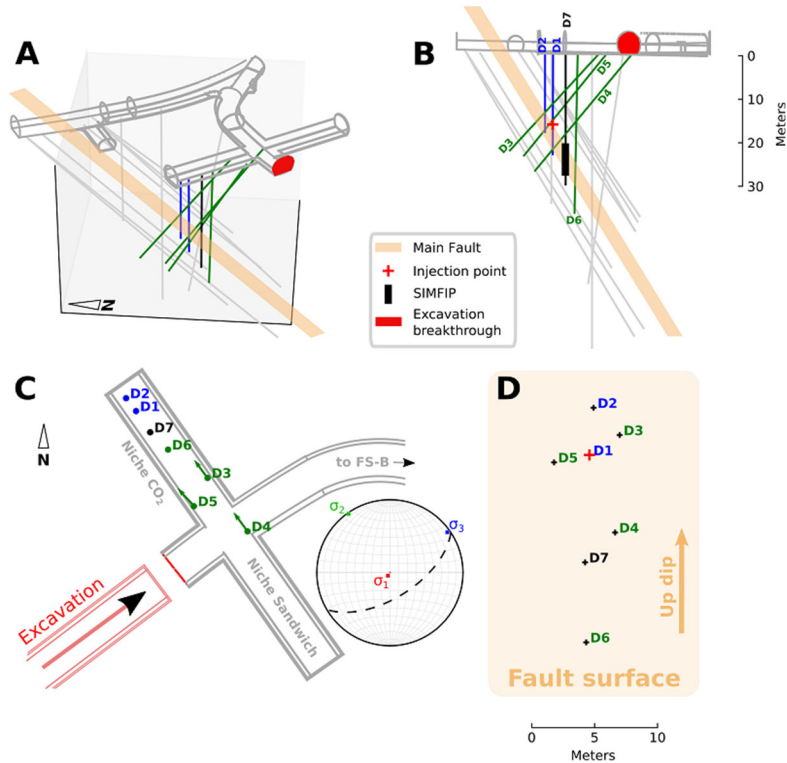 A
N
B
D2
D1
D7
D5
D4
D3
D6
0
10
20
30
Meters
Main Fault
Injection point
SIMFIP
Excavation
breakthrough
C
N
D2
D1
D7
D6
D3
D5
D4
Niche CO2
Niche Sandwich
to FS-B
Excavation
σ2
σ3
σ1
D
D2
D3
D1
D5
D4
D7
D6
Up dip
Fault surface
0 5 10
Meters